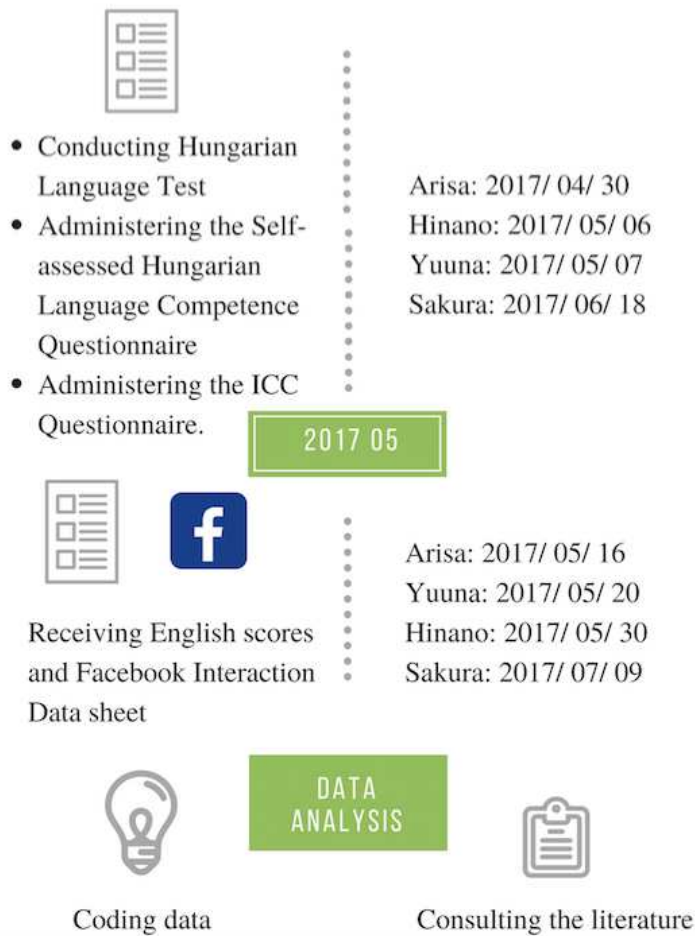 • Conducting Hungarian
Language Test
• Administering the Self-
assessed Hungarian
Language Competence
Questionnaire
• Administering the ICC
Questionnaire.
Arisa: 2017/ 04/ 30
Hinano: 2017/ 05/ 06
Yuuna: 2017/ 05/ 07
Sakura: 2017/ 06/ 18
2017 05
f
Receiving English scores
and Facebook Interaction
Data sheet
Arisa: 2017/ 05/ 16
Yuuna: 2017/ 05/ 20
Hinano: 2017/ 05/ 30
Sakura: 2017/ 07/ 09
DATA
ANALYSIS
Coding data
Consulting the literature